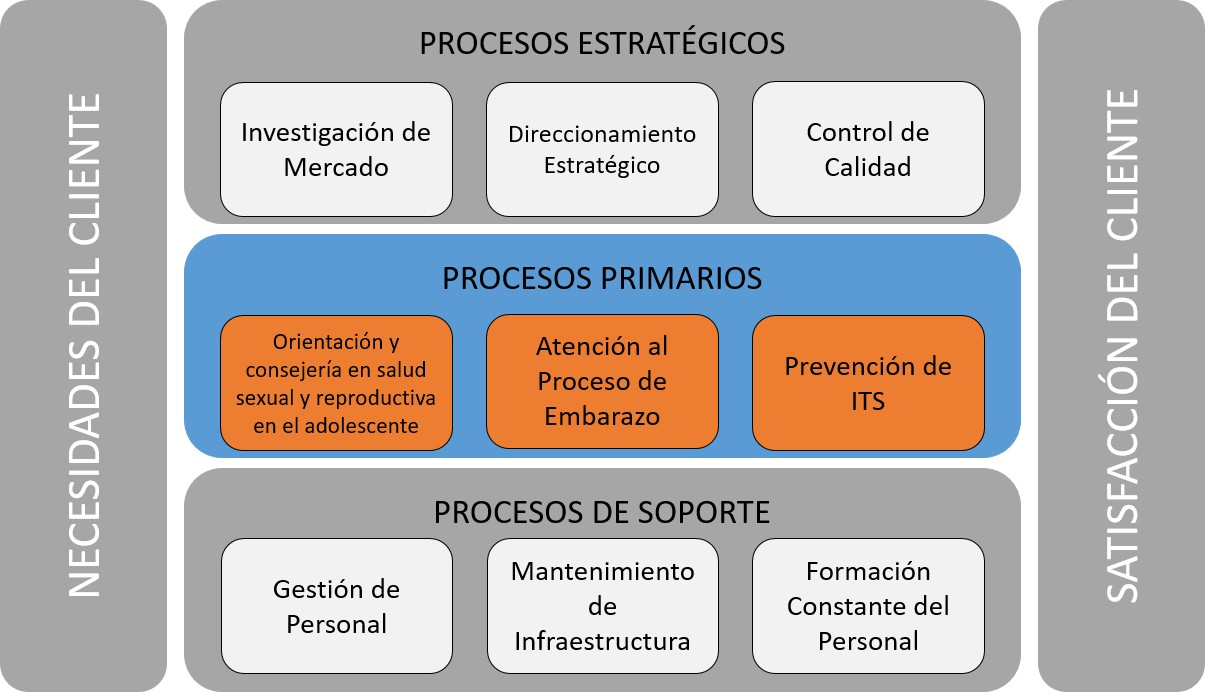 NECESIDADES DEL CLIENTE
PROCESOS ESTRATÉGICOS
Investigación de
Mercado
Direccionamiento
Estratégico
Control de
Calidad
PROCESOS PRIMARIOS
Orientación y
consejería en salud
sexual y reproductiva
en el adolescente
Atención al
Proceso de
Embarazo
Prevención de
ITS
PROCESOS DE SOPORTE
Gestión de
Personal
Mantenimiento
de
Infraestructura
Formación
Constante del
Personal
SATISFACCIÓN DEL CLIENTE